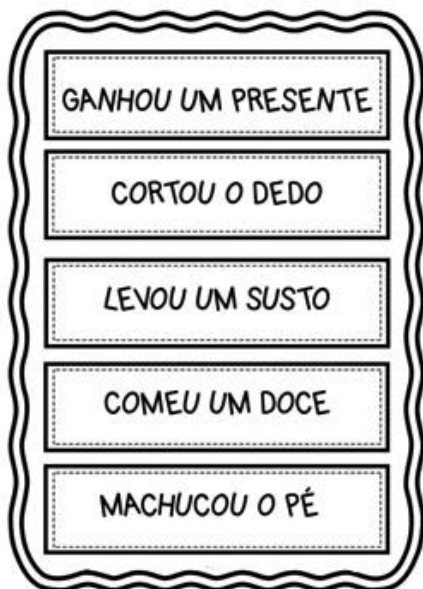 GANHOU UM PRESENTE
CORTOU O DEDO
LEVOU UM SUSTO
COMEU UM DOCE
MACHUCOU O PÉ